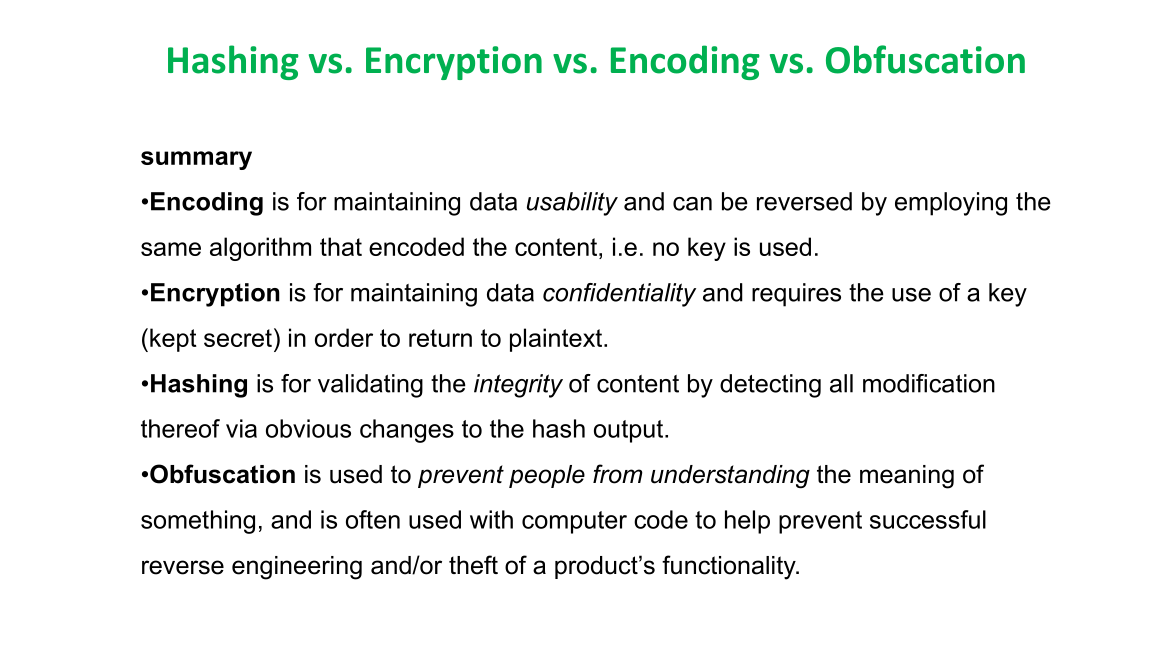 Hashing vs. Encryption vs. Encoding vs. Obfuscation
summary
•Encoding is for maintaining data usability and can be reversed by employing the
same algorithm that encoded the content, i.e. no key is used.
•Encryption is for maintaining data confidentiality and requires the use of a key
(kept secret) in order to return to plaintext.
•Hashing is for validating the integrity of content by detecting all modification
thereof via obvious changes to the hash output.
•Obfuscation is used to prevent people from understanding the meaning of
something, and is often used with computer code to help prevent successful
reverse engineering and/or theft of a product’s functionality.